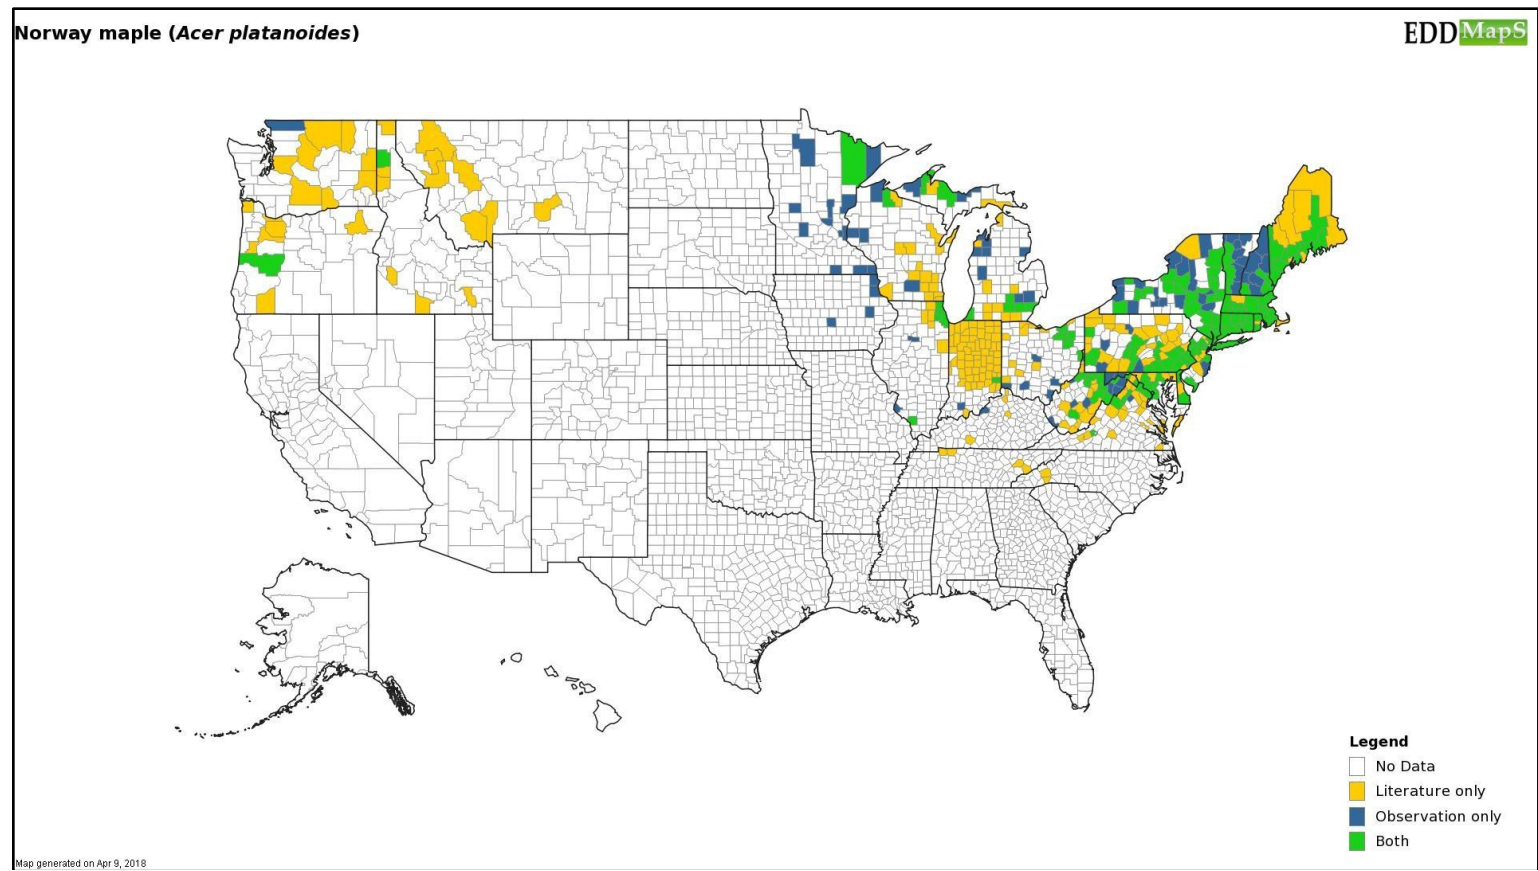 Norway maple (Acer platanoides)
EDDMapS
Legend
No Data
Literature only
Observation only
Both
Map generated on Apr 9, 2018